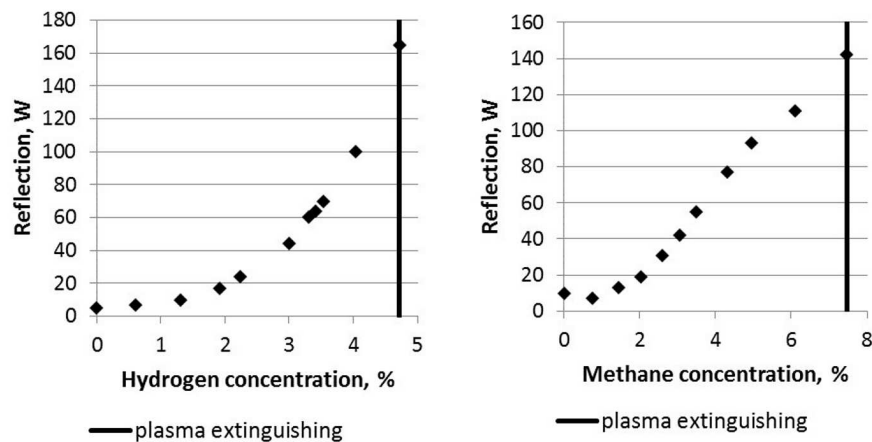 180
160
140
120
100
80
60
40
20
0
Reflection, W
0 1 2 3 4 5
Hydrogen concentration, %
plasma extinguishing
160
140
120
100
80
60
40
20
0
Reflection, W
0 2 4 6 8
Methane concentration, %
plasma extinguishing